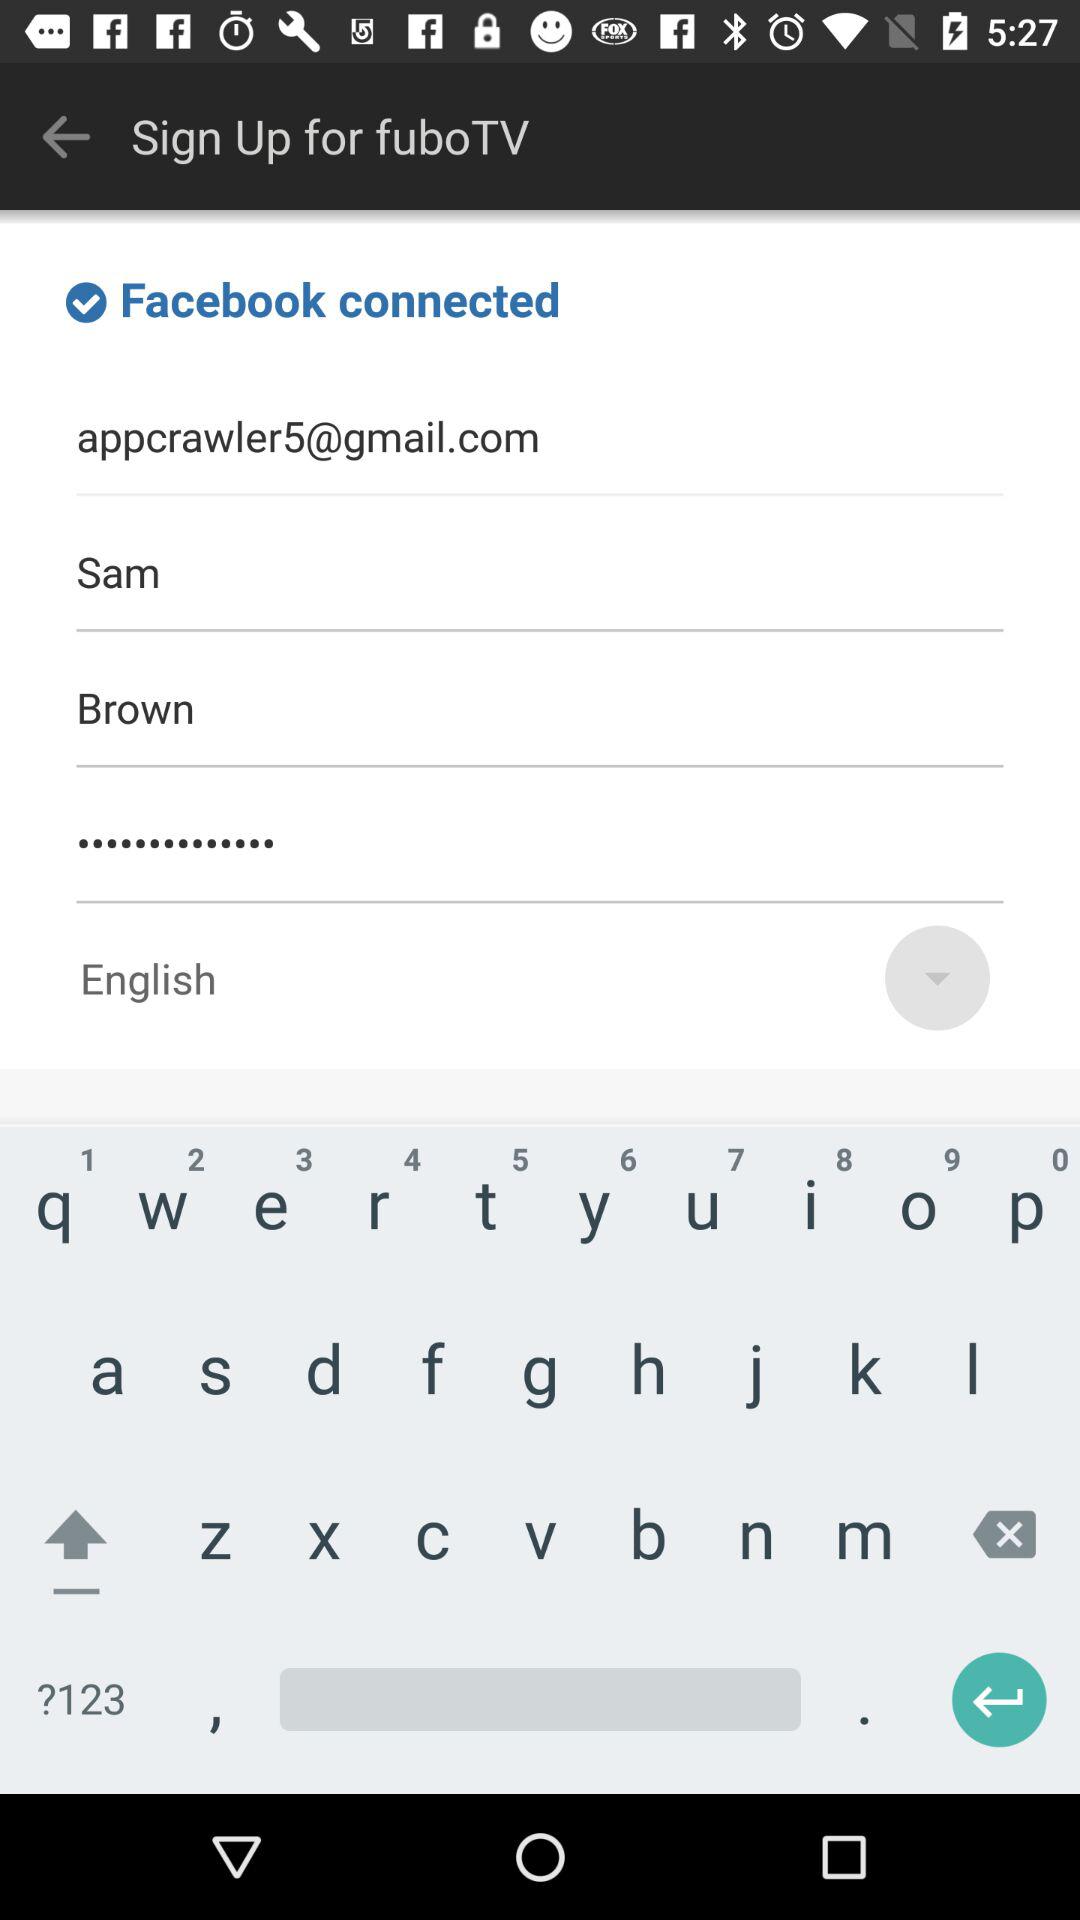 5:27
Sign Up for fuboTV
Facebook connected
appcrawler5@gmail.com
Sam
Brown
••••••••••••••
English
1 2 3 4 5 6 7 8 9 0
q w e r t y u i o p
a s d f g h j k l
z x c v b n m
?123 , .